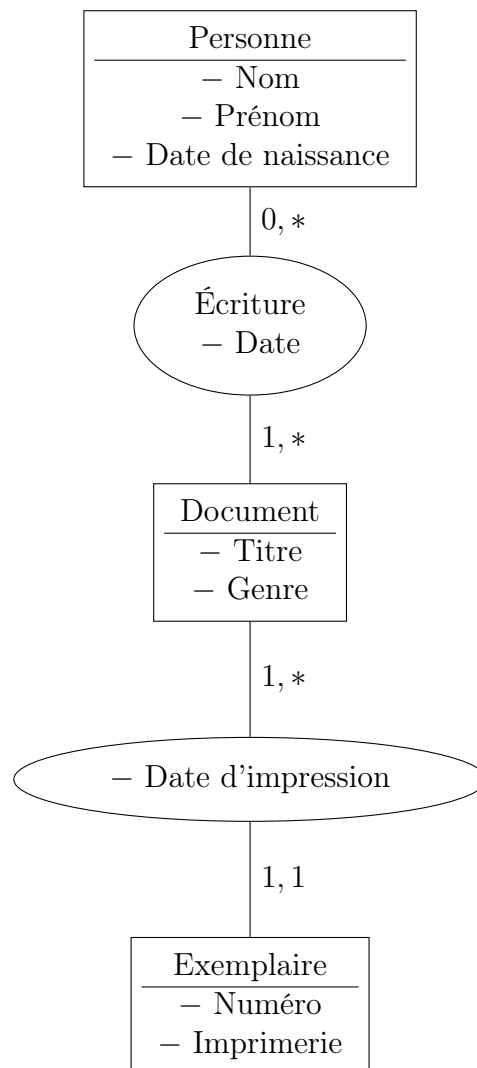 Personne
− Nom
− Prénom
− Date de naissance
0, ∗
Écriture
− Date
1, ∗
Document
− Titre
− Genre
1, ∗
− Date d'impression
1, 1
Exemplaire
− Numéro
− Imprimerie